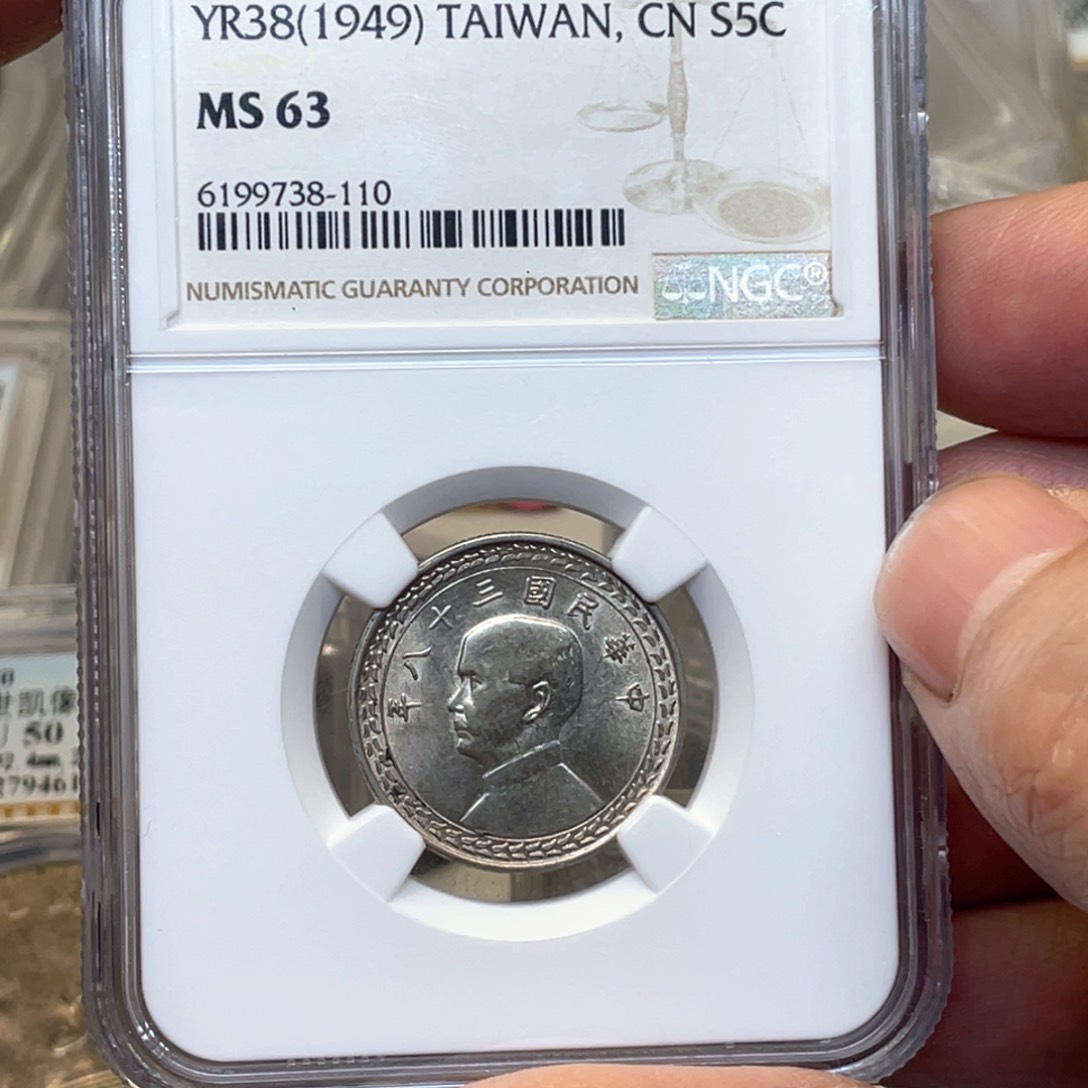 YR38(1949) TAIWAN, CN S5C
MS 63
6199738-110
NUMISMATIC GUARANTY CORPORATION
NGC®
中華民國三十八年
50